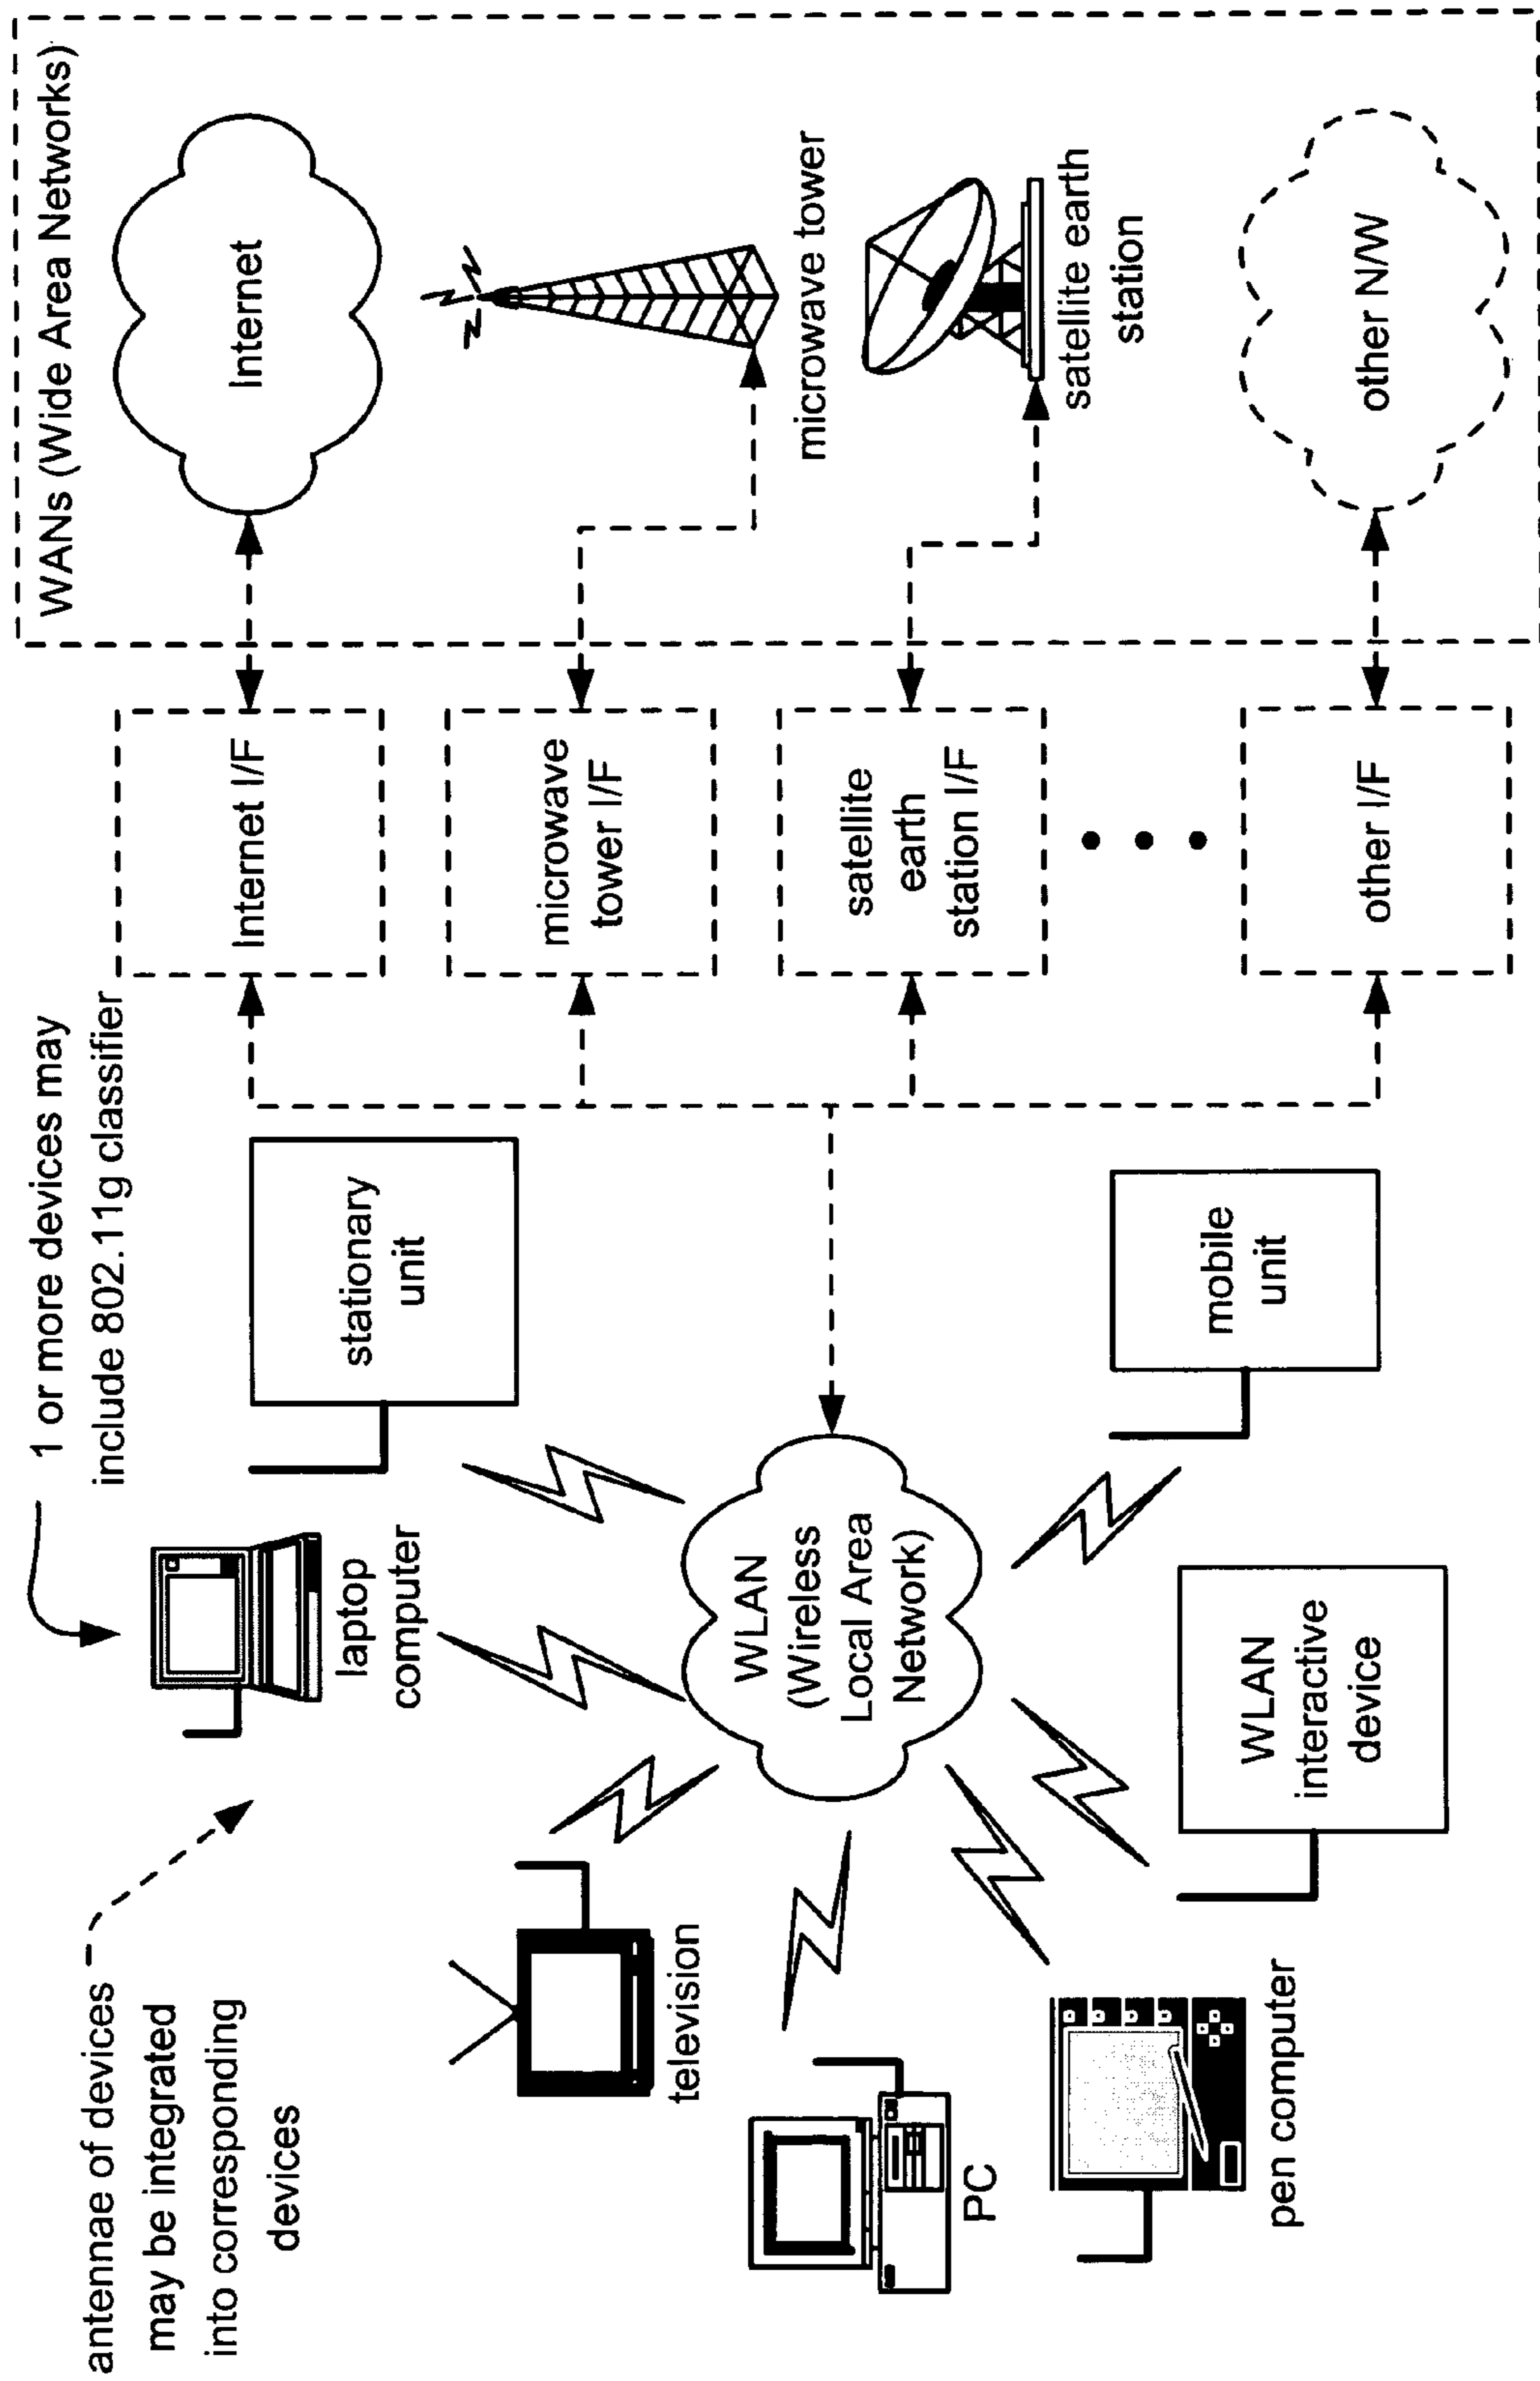 antennae of devices
may be integrated
into corresponding
devices
1 or more devices may
include 802.11g classifier
WANs (Wide Area Networks)
laptop
computer
stationary
unit
television
PC
pen computer
WLAN
(Wireless
Local Area
Network)
WLAN
interactive
device
mobile
unit
Internet I/F
microwave
tower I/F
satellite
earth
station I/F
other I/F
Internet
microwave tower
satellite earth
station
other N/W